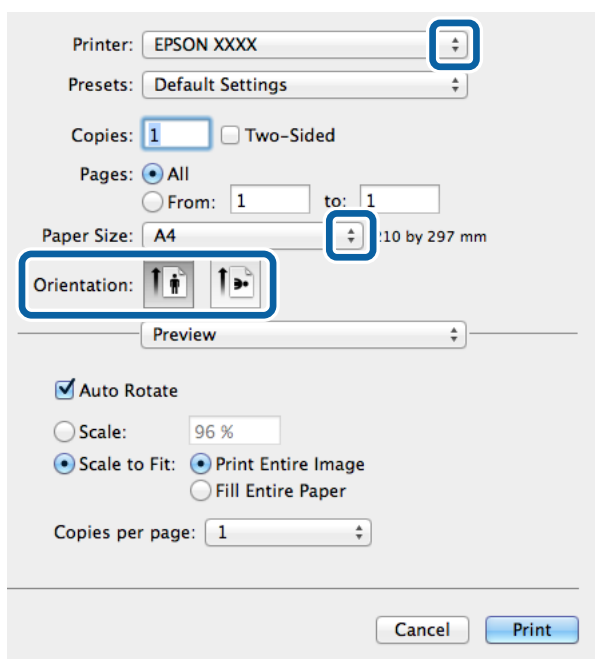 Printer: EPSON XXXX
Presets: Default Settings
Copies: 1 Two-Sided
Pages: All
From: 1 to: 1
Paper Size: A4 210 by 297 mm
Orientation:
Preview
Auto Rotate
Scale: 96 %
Scale to Fit: Print Entire Image
Fill Entire Paper
Copies per page: 1
Cancel Print